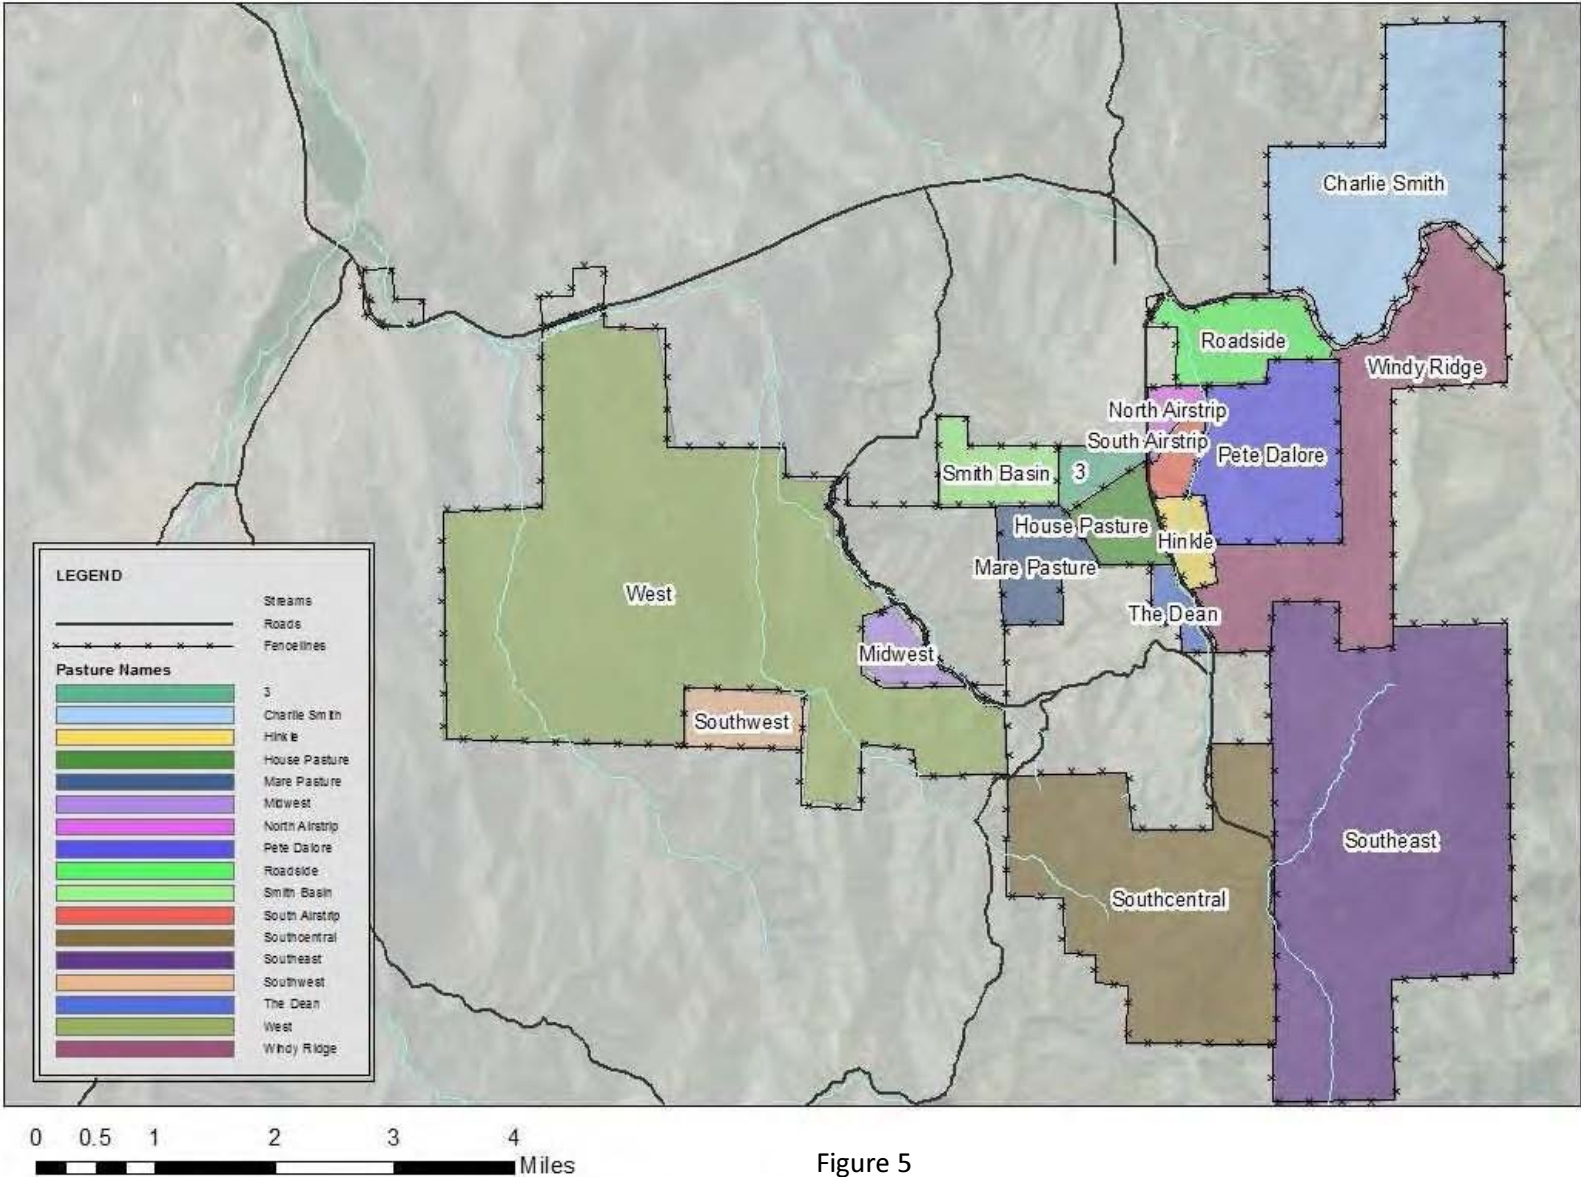 Charlie Smith
Roadside
Windy Ridge
North Airstrip
South Airstrip
Pete Dalore
Smith Basin
3
House Pasture
Hinkle
Mare Pasture
West
The Dean
Midwest
Southwest
Southeast
Southcentral
LEGEND
Streams
Roads
Fencelines
Pasture Names
3
Charlie Smith
Hinkle
House Pasture
Mare Pasture
Midwest
North Airstrip
Pete Dalore
Roadside
Smith Basin
South Airstrip
Southcentral
Southeast
Southwest
The Dean
West
Windy Ridge
0 0.5 1 2 3 4
Miles
Figure 5